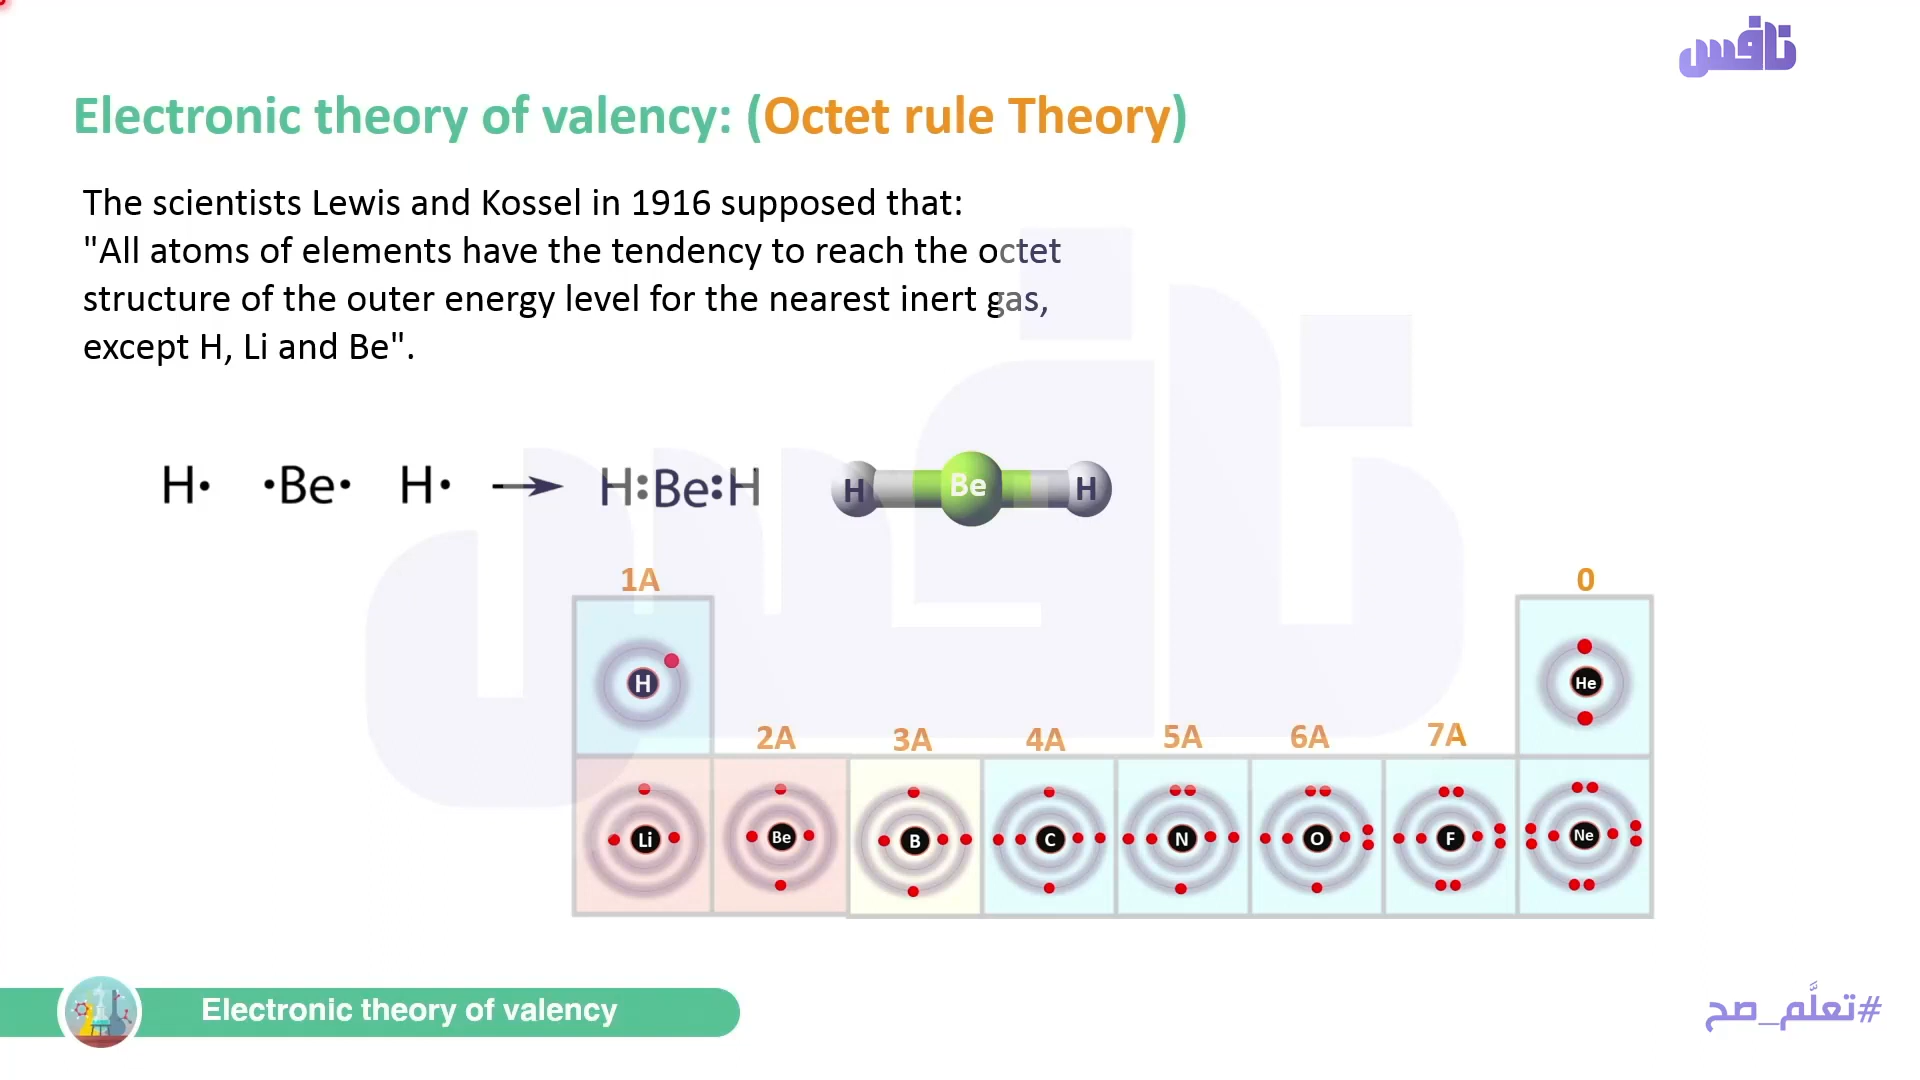 نافس
Electronic theory of valency: (Octet rule Theory)
The scientists Lewis and Kossel in 1916 supposed that:
"All atoms of elements have the tendency to reach the octet
structure of the outer energy level for the nearest inert gas,
except H, Li and Be".
H· ·Be· H· → H:Be:H
H Be H
1A 0
H He
2A 3A 4A 5A 6A 7A
Li Be B C N O F Ne
Electronic theory of valency
#تعلَّم_صح